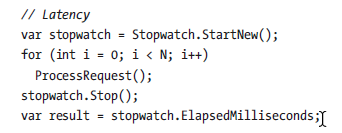 // Latency
var stopwatch = Stopwatch.StartNew();
for (int i = 0; i < N; i++)
  ProcessRequest();
stopwatch.Stop();
var result = stopwatch.ElapsedMilliseconds;